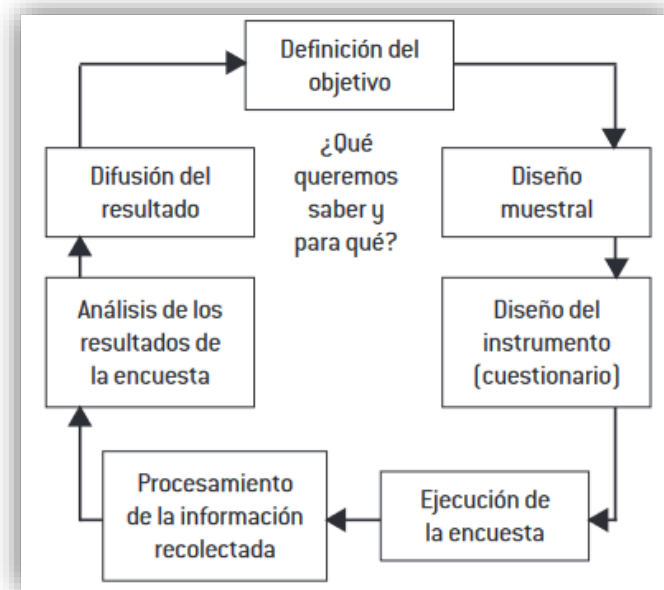 Definición del
objetivo
¿Qué
queremos
saber y
para qué?
Diseño
muestral
Diseño del
instrumento
(cuestionario)
Ejecución de
la encuesta
Procesamiento
de la información
recolectada
Análisis de los
resultados de
la encuesta
Difusión del
resultado